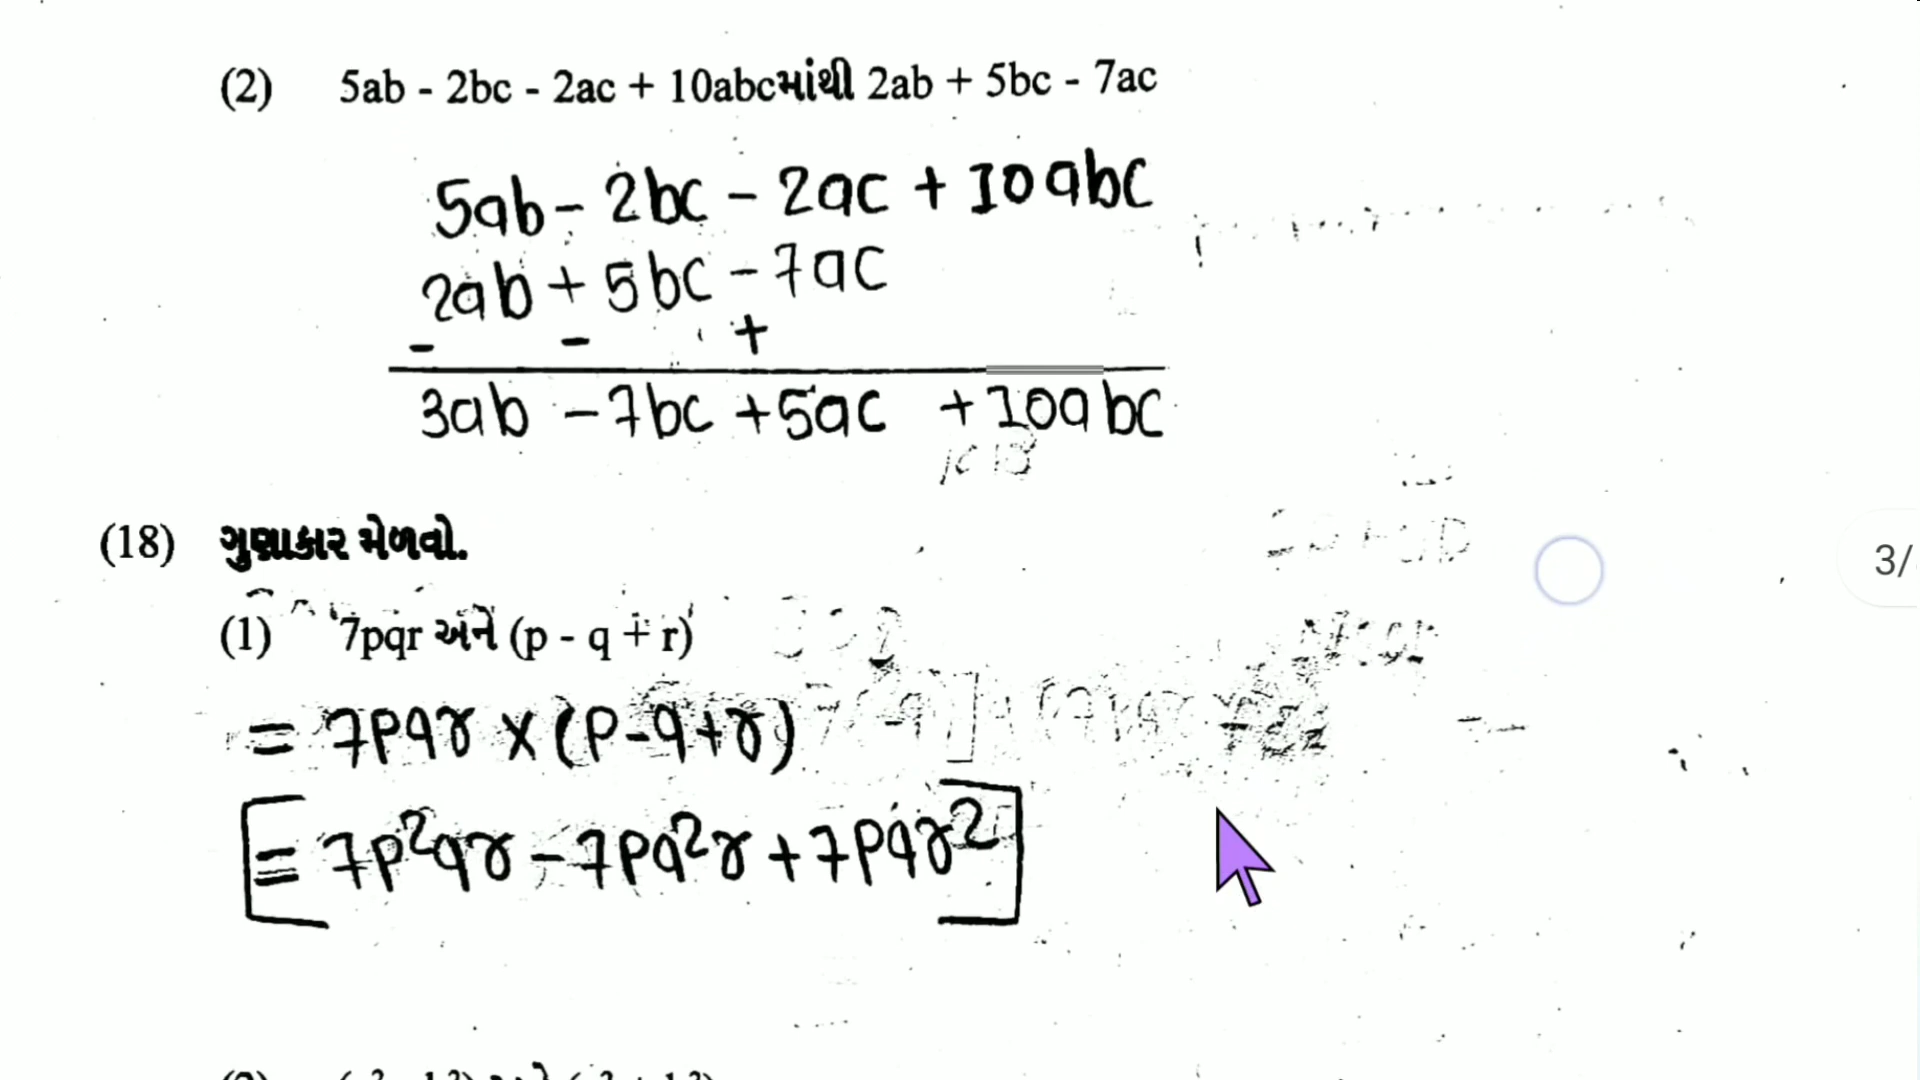 (2) 5ab - 2bc - 2ac + 10abcમાંથી 2ab + 5bc - 7ac
5ab - 2bc - 2ac + 10abc
2ab + 5bc - 7ac
- - +
3ab - 7bc + 5ac + 10abc
(18) ગુણાકાર મેળવો.
3/
(1) 7pqr અને (p - q + r)
= 7pqr × (p - q + r)
= 7p²qr - 7pq²r + 7pqr²